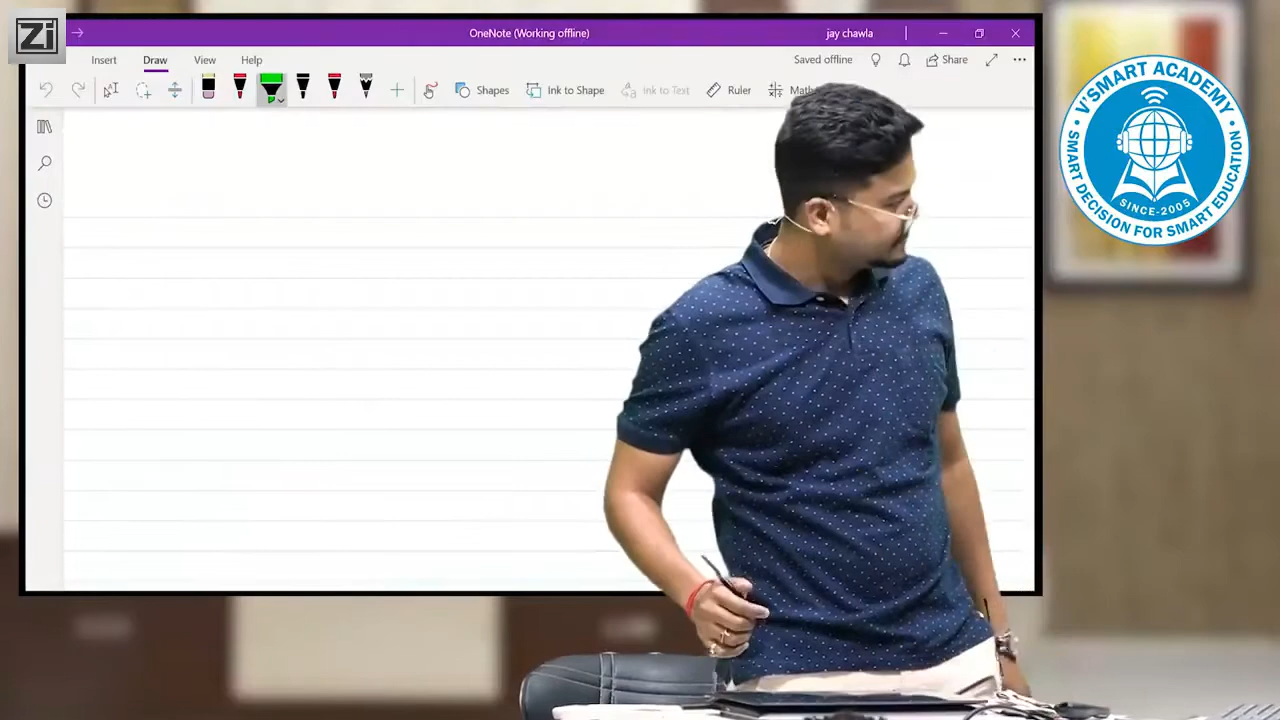 Zi
OneNote (Working offline)
jay chawla
Insert
Draw
View
Help
Saved offline
Share
Shapes
Ink to Shape
Ink to Text
Ruler
Math
V'SMART ACADEMY
SMART DECISION FOR SMART EDUCATION
SINCE-2005